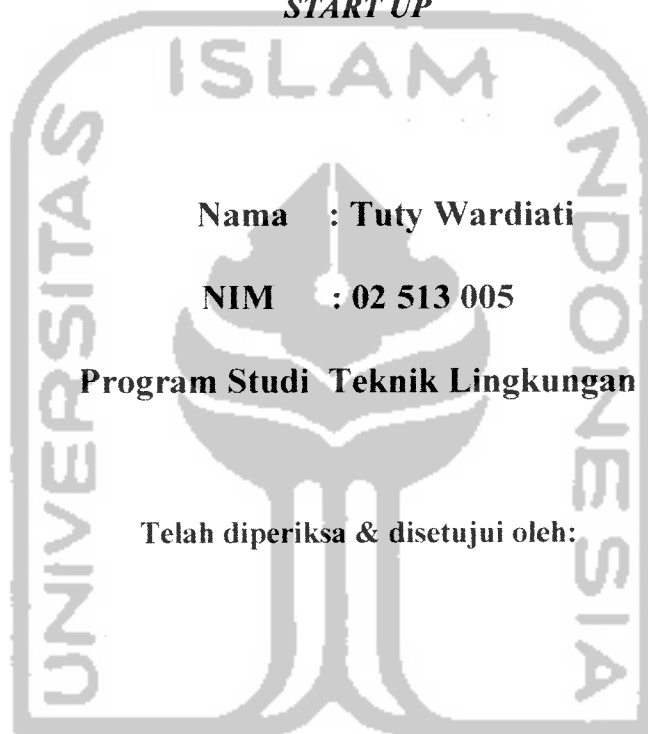 START UP
ISLAM
UNIVERSITAS
INDONESIA
Nama : Tuty Wardiati
NIM : 02 513 005
Program Studi Teknik Lingkungan
Telah diperiksa & disetujui oleh: